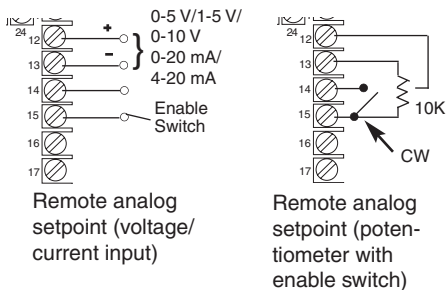 24
12
13
14
15
16
17
+
−
0-5 V/1-5 V/
0-10 V
0-20 mA/
4-20 mA
Enable
Switch
Remote analog
setpoint (voltage/
current input)
24
12
13
14
15
16
17
10K
CW
Remote analog
setpoint (poten-
tiometer with
enable switch)